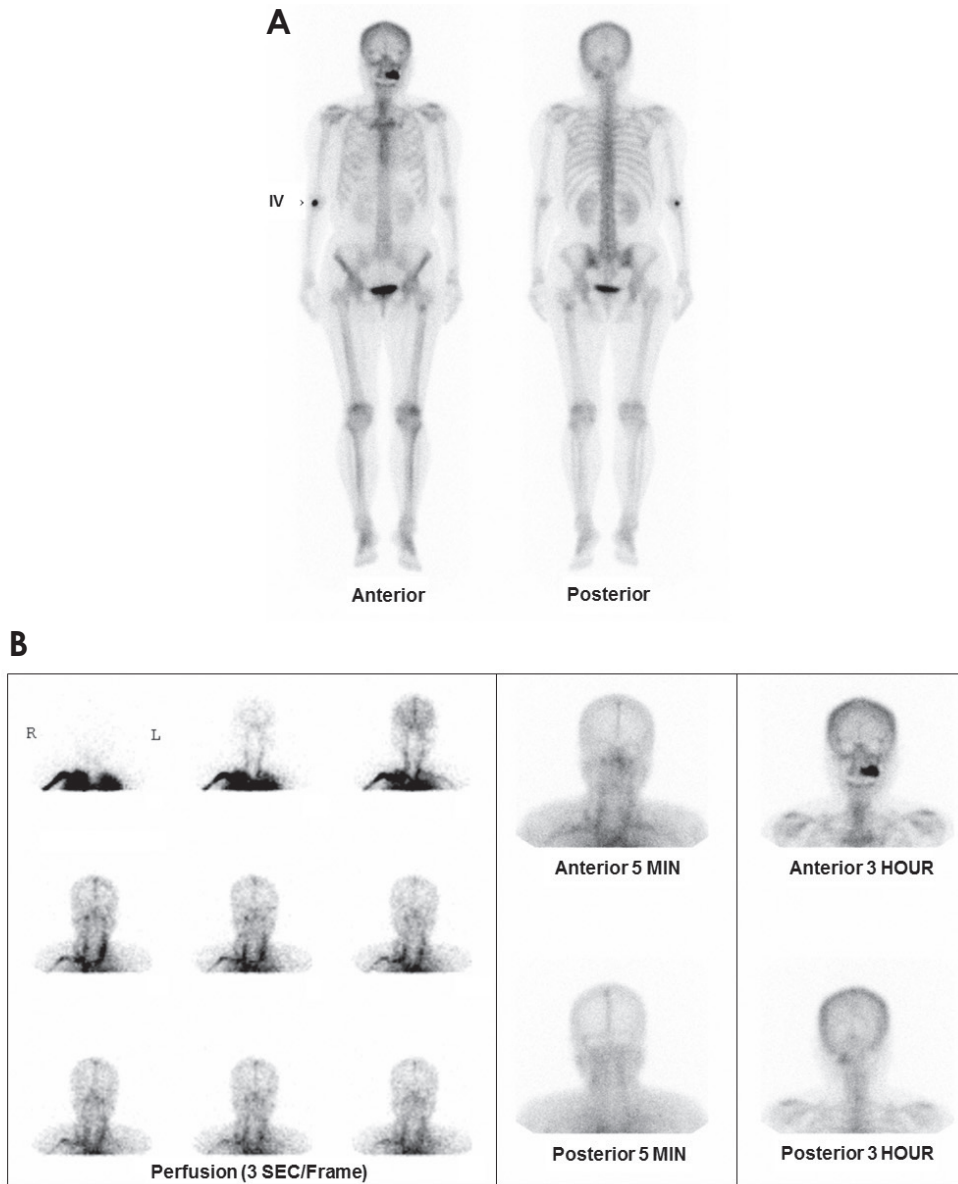 A
IV
Anterior Posterior
B
R L
Anterior 5 MIN
Anterior 3 HOUR
Posterior 5 MIN
Posterior 3 HOUR
Perfusion (3 SEC/Frame)